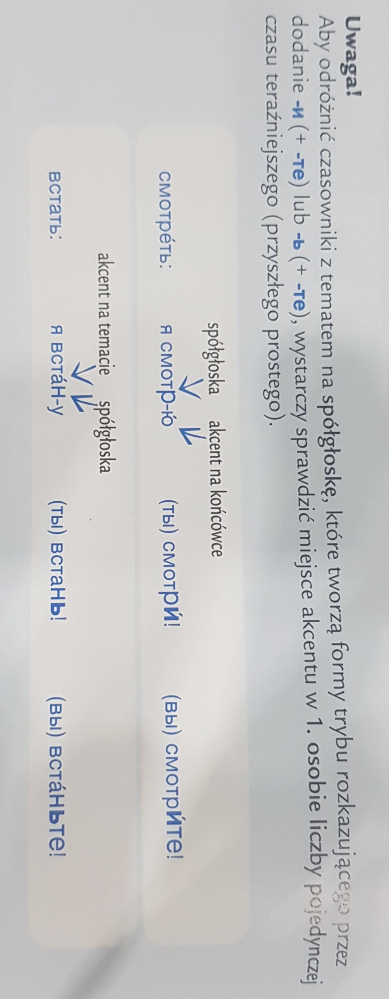 Uwaga!
Aby odróżnić czasowniki z tematem na spółgłoskę, które tworzą formy trybu rozkazującego przez
dodanie -и (+ -те) lub -ь (+ -те), wystarczy sprawdzić miejsce akcentu w 1. osobie liczby pojedynczej
czasu teraźniejszego (przyszłego prostego).
spółgłoska akcent na końcówce
смотре́ть: я смотр-ю́ (ты) смотри́! (вы) смотри́те!
akcent na temacie spółgłoska
встать: я вста́н-у (ты) встань! (вы) вста́ньте!